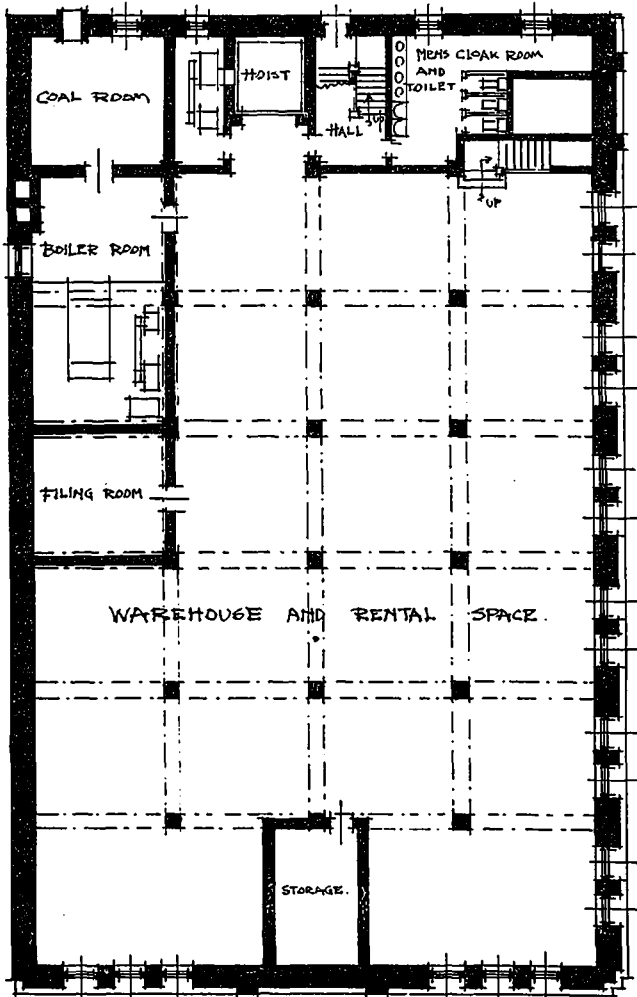 MENS CLOAK ROOM
AND
TOILET
HOIST
COAL ROOM
HALL
UP
UP
BOILER ROOM
FILING ROOM
WAREHOUSE AND RENTAL SPACE.
STORAGE.